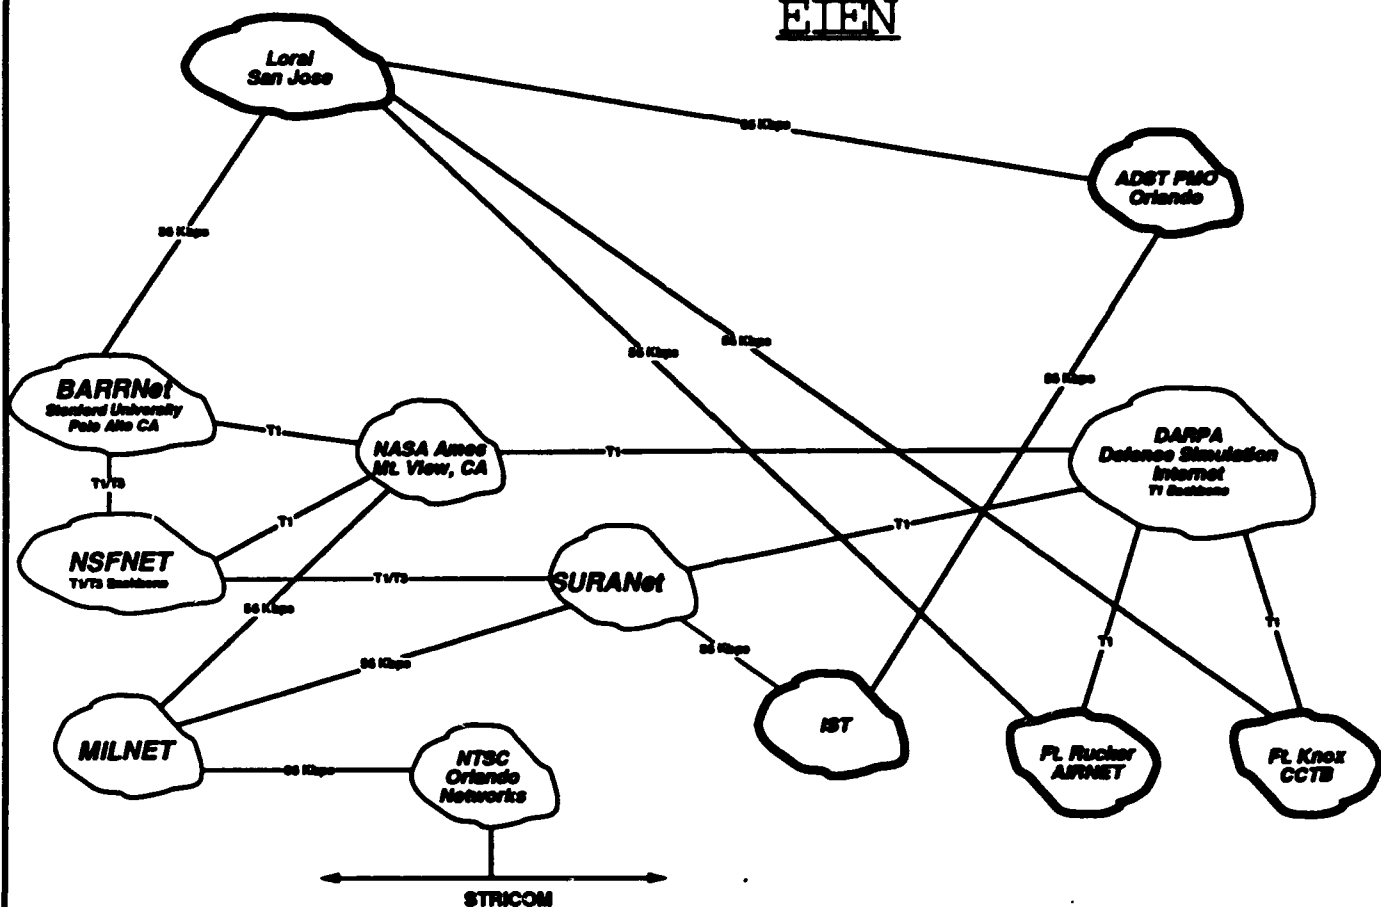 EIEN
Loral
San Jose
56 Kbps
ADST PMO
Orlando
56 Kbps
56 Kbps
56 Kbps
56 Kbps
BARRNet
Stanford University
Palo Alto CA
T1
NASA Ames
Mt. View, CA
T1
DARPA
Defense Simulation
Internet
T1 Backbone
T1/T3
T1
T1
NSFNET
T1/T3 Backbone
T1/T3
SURANet
56 Kbps
T1
T1
56 Kbps
56 Kbps
IST
MILNET
56 Kbps
NTSC
Orlando
Networks
Ft. Rucker
AIRNET
Ft. Knox
CCTB
STRICOM